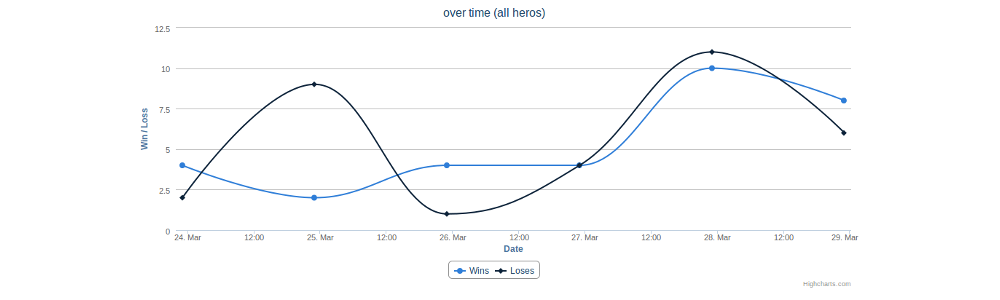 over time (all heros)
12.5
10
7.5
5
2.5
0
Win / Loss
24. Mar 12:00 25. Mar 12:00 26. Mar 12:00 27. Mar 12:00 28. Mar 12:00 29. Mar
Date
Wins Loses
Highcharts.com